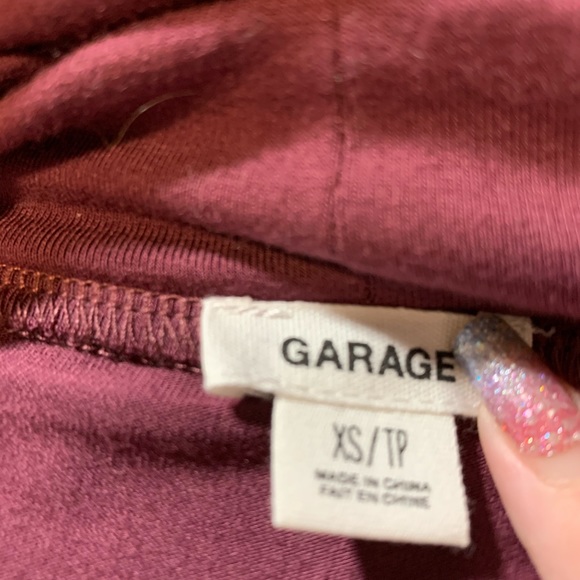 GARAGE
XS/TP
MADE IN CHINA
FAIT EN CHINE